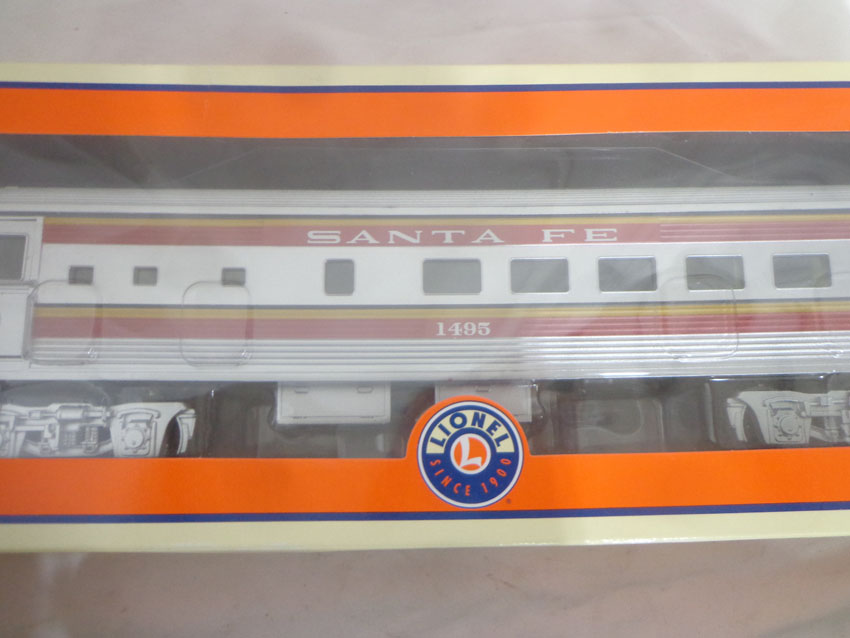 SANTA FE
1495
LIONEL
L
SINCE 1900
®